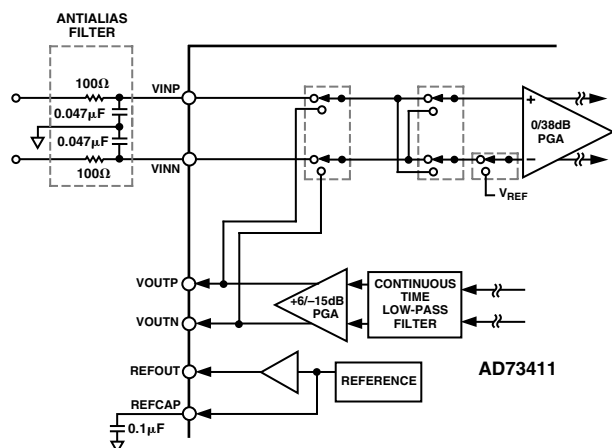 ANTIALIAS
FILTER
100Ω
VINP
0.047µF
0.047µF
VINN
100Ω
0/38dB
PGA
VREF
VOUTP
+6/–15dB
PGA
CONTINUOUS
TIME
LOW-PASS
FILTER
VOUTN
REFOUT
REFERENCE
AD73411
REFCAP
0.1µF